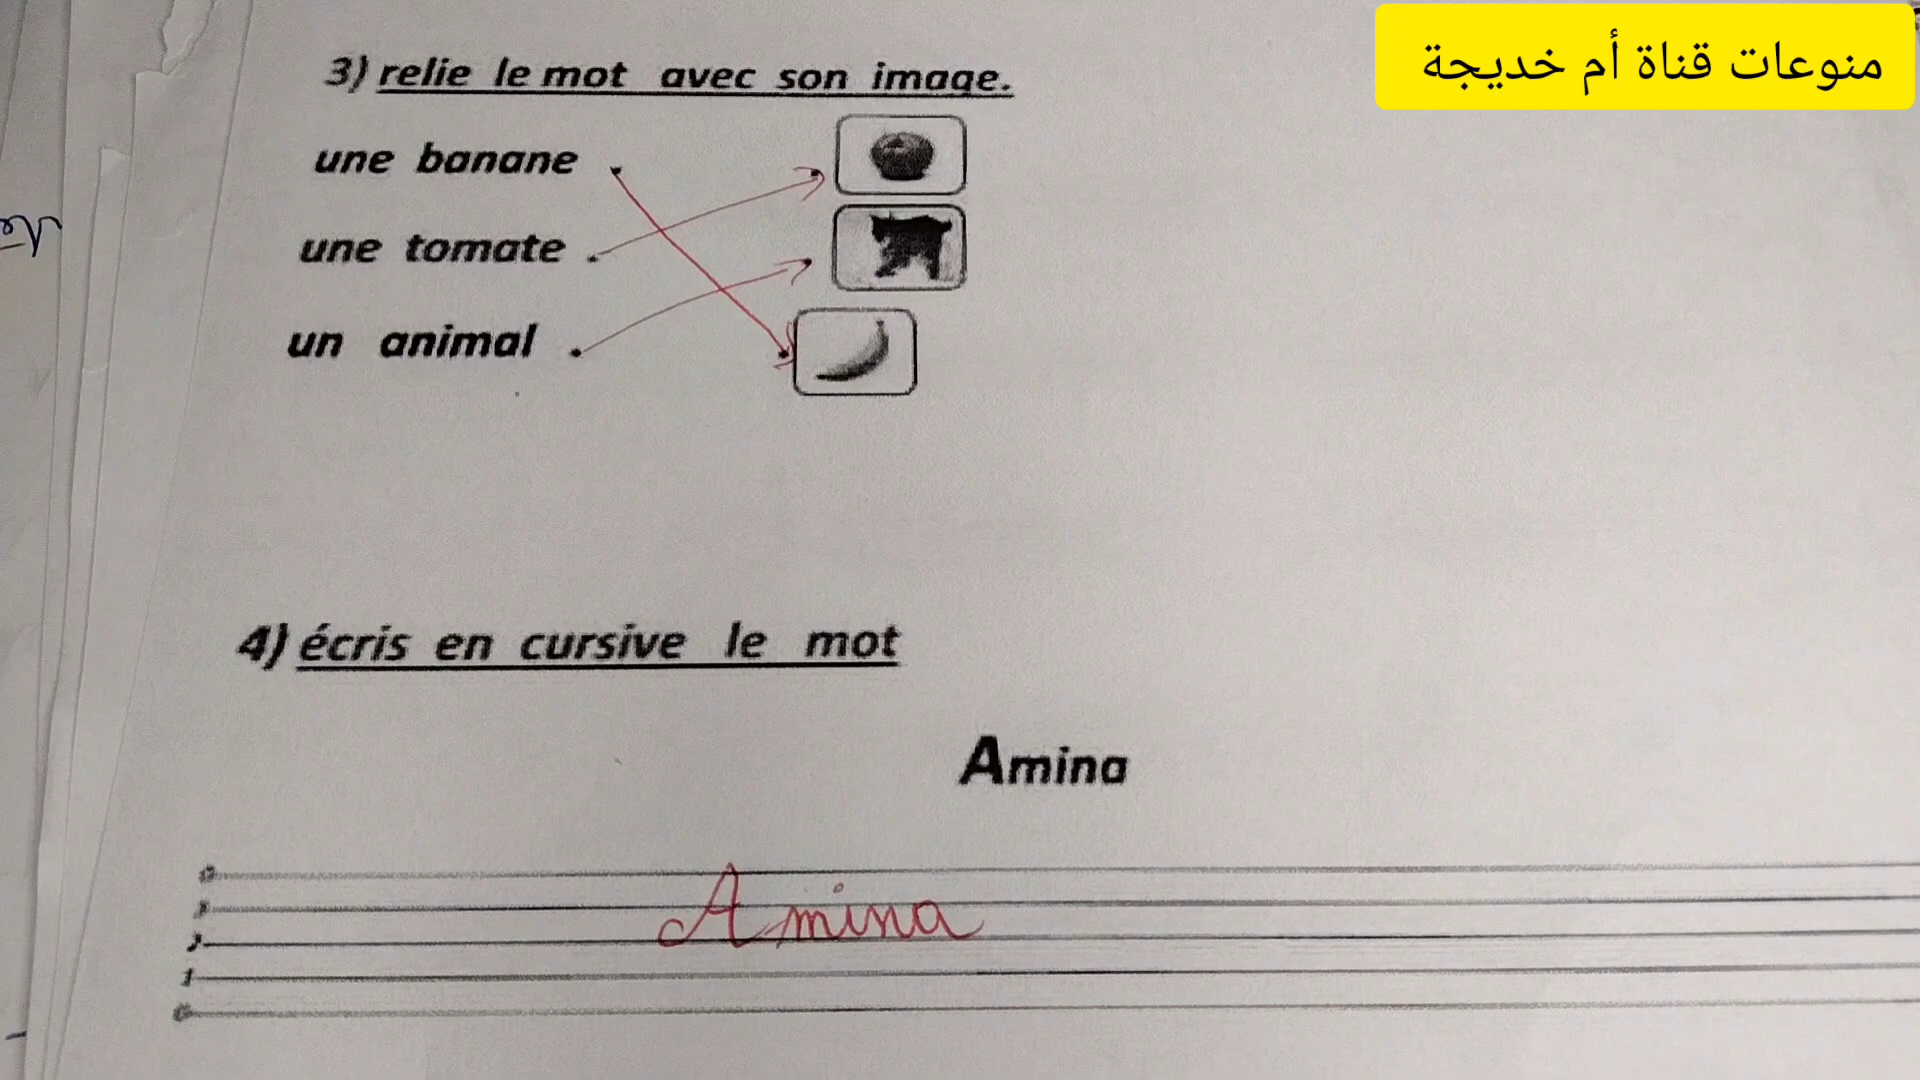 منوعات قناة أم خديجة
3) relie le mot avec son image.
une banane
une tomate
un animal
4) écris en cursive le mot
Amina
Amina